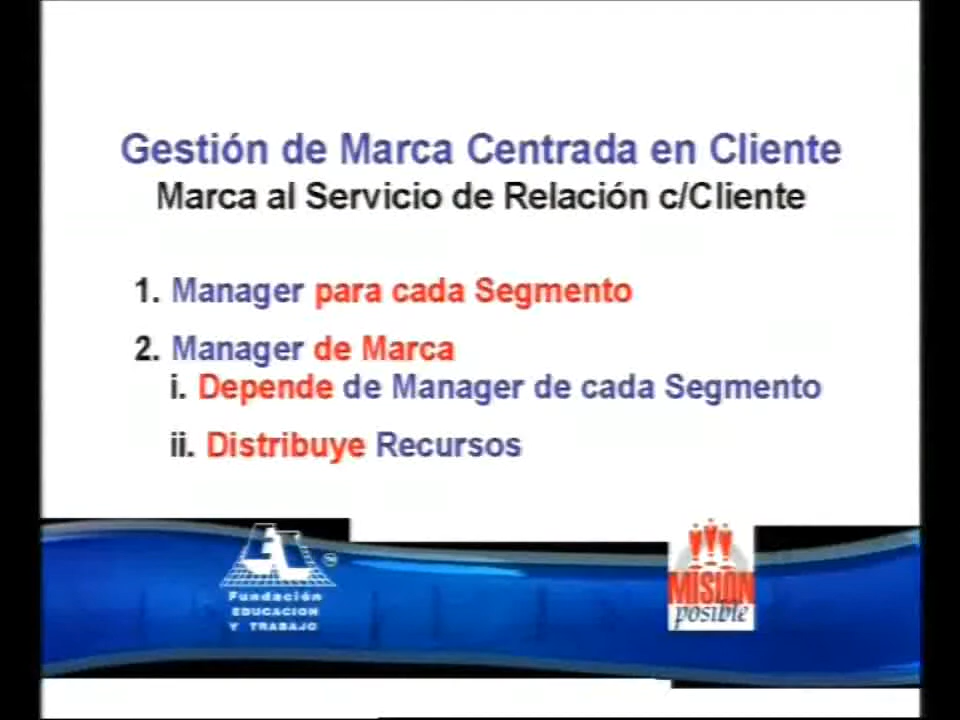 Gestión de Marca Centrada en Cliente
Marca al Servicio de Relación c/Cliente
1. Manager para cada Segmento
2. Manager de Marca
i. Depende de Manager de cada Segmento
ii. Distribuye Recursos
Fundación
EDUCACION
Y TRABAJO
MISIÓN
posible